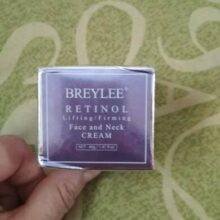 BREYLEE®
RETINOL
Lifting/Firming
Face and Neck
CREAM